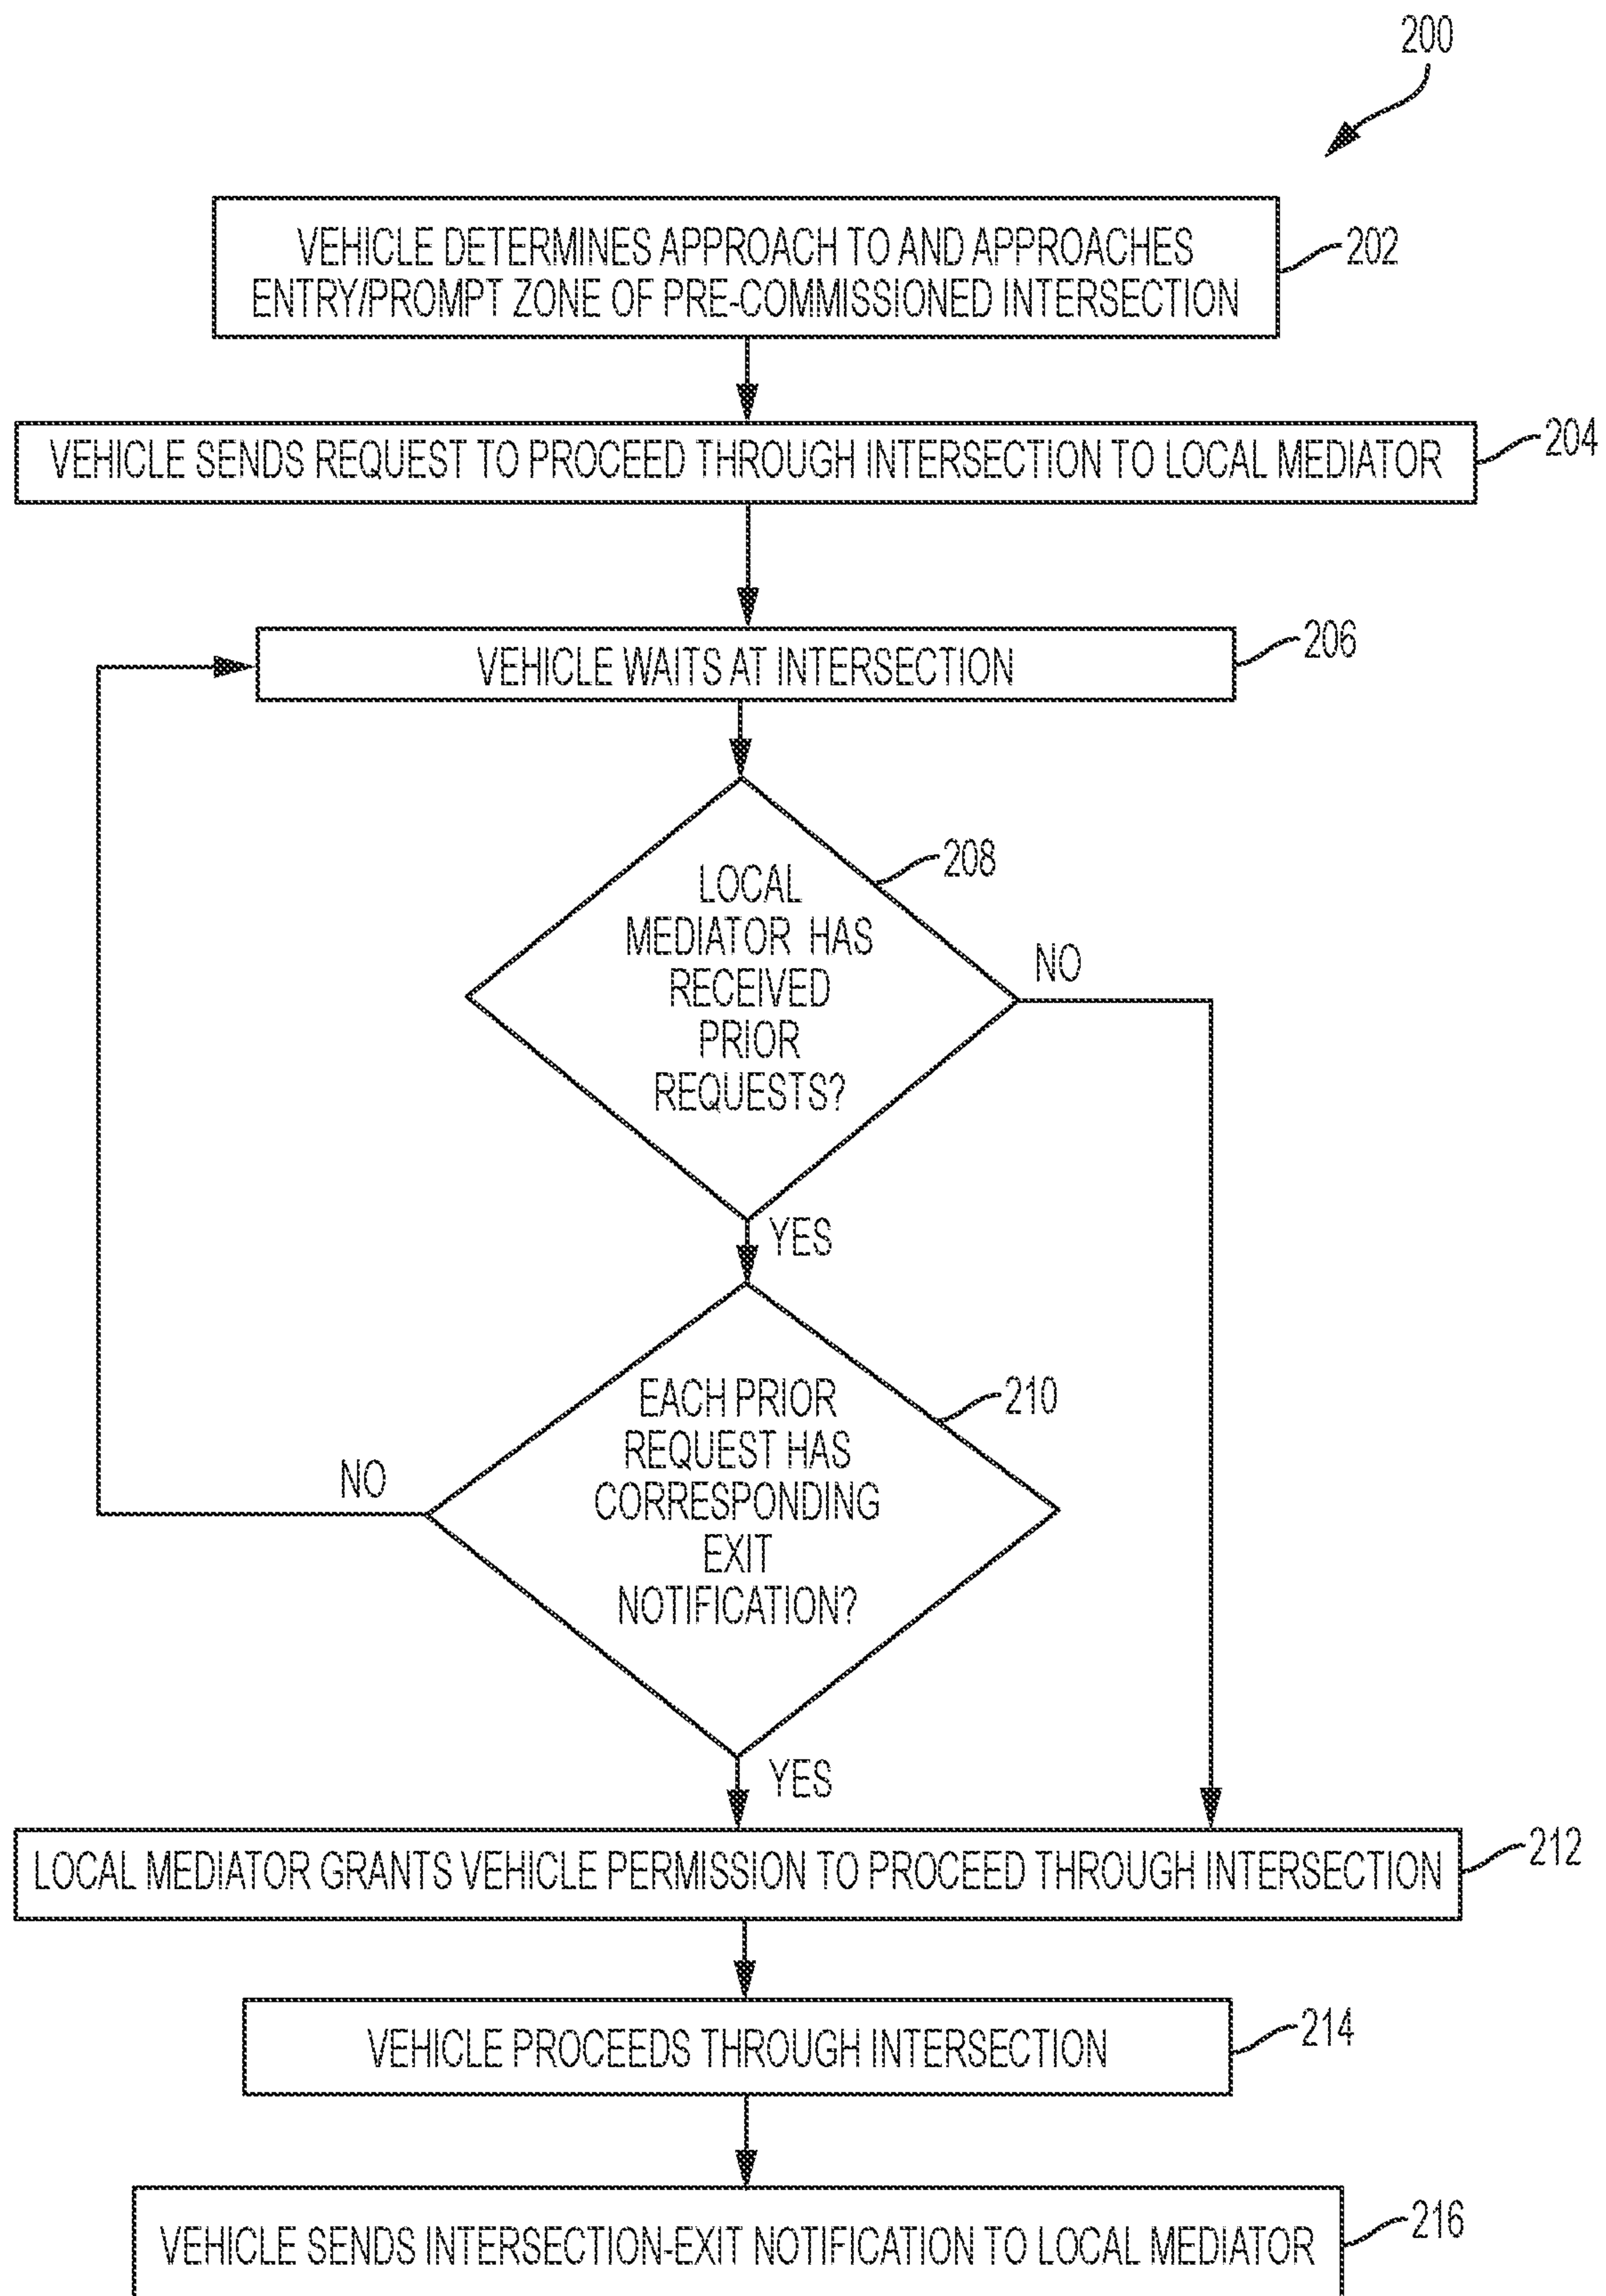 200
VEHICLE DETERMINES APPROACH TO AND APPROACHES
ENTRY/PROMPT ZONE OF PRE-COMMISSIONED INTERSECTION
202
VEHICLE SENDS REQUEST TO PROCEED THROUGH INTERSECTION TO LOCAL MEDIATOR
204
VEHICLE WAITS AT INTERSECTION
206
LOCAL
MEDIATOR HAS
RECEIVED
PRIOR
REQUESTS?
208
NO
YES
EACH PRIOR
REQUEST HAS
CORRESPONDING
EXIT
NOTIFICATION?
210
NO
YES
LOCAL MEDIATOR GRANTS VEHICLE PERMISSION TO PROCEED THROUGH INTERSECTION
212
VEHICLE PROCEEDS THROUGH INTERSECTION
214
VEHICLE SENDS INTERSECTION-EXIT NOTIFICATION TO LOCAL MEDIATOR
216